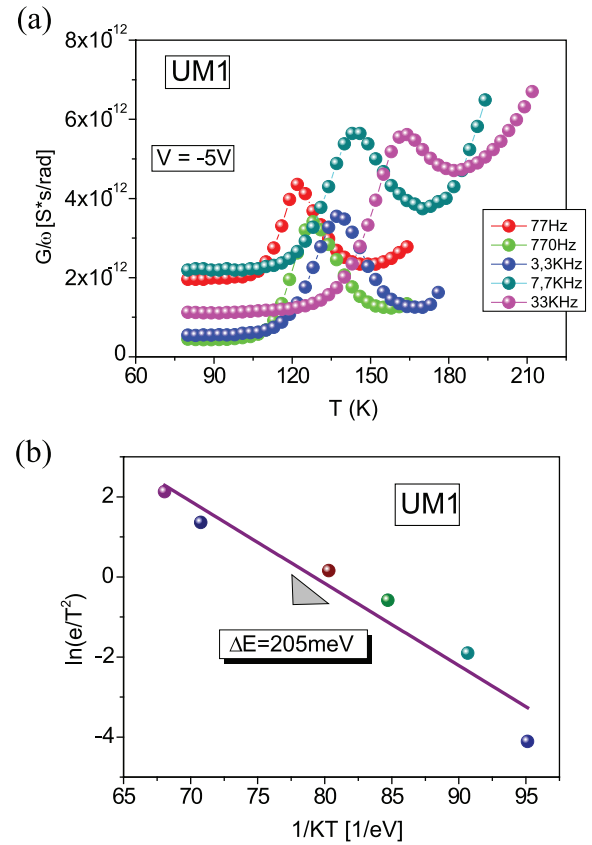 (a)
8x10⁻¹²
6x10⁻¹²
4x10⁻¹²
2x10⁻¹²
0
G/ω [S*s/rad]
UM1
V = -5V
77Hz
770Hz
3,3KHz
7,7KHz
33KHz
60 90 120 150 180 210
T (K)
(b)
2
0
-2
-4
ln(e/T²)
UM1
ΔE=205meV
65 70 75 80 85 90 95
1/KT [1/eV]